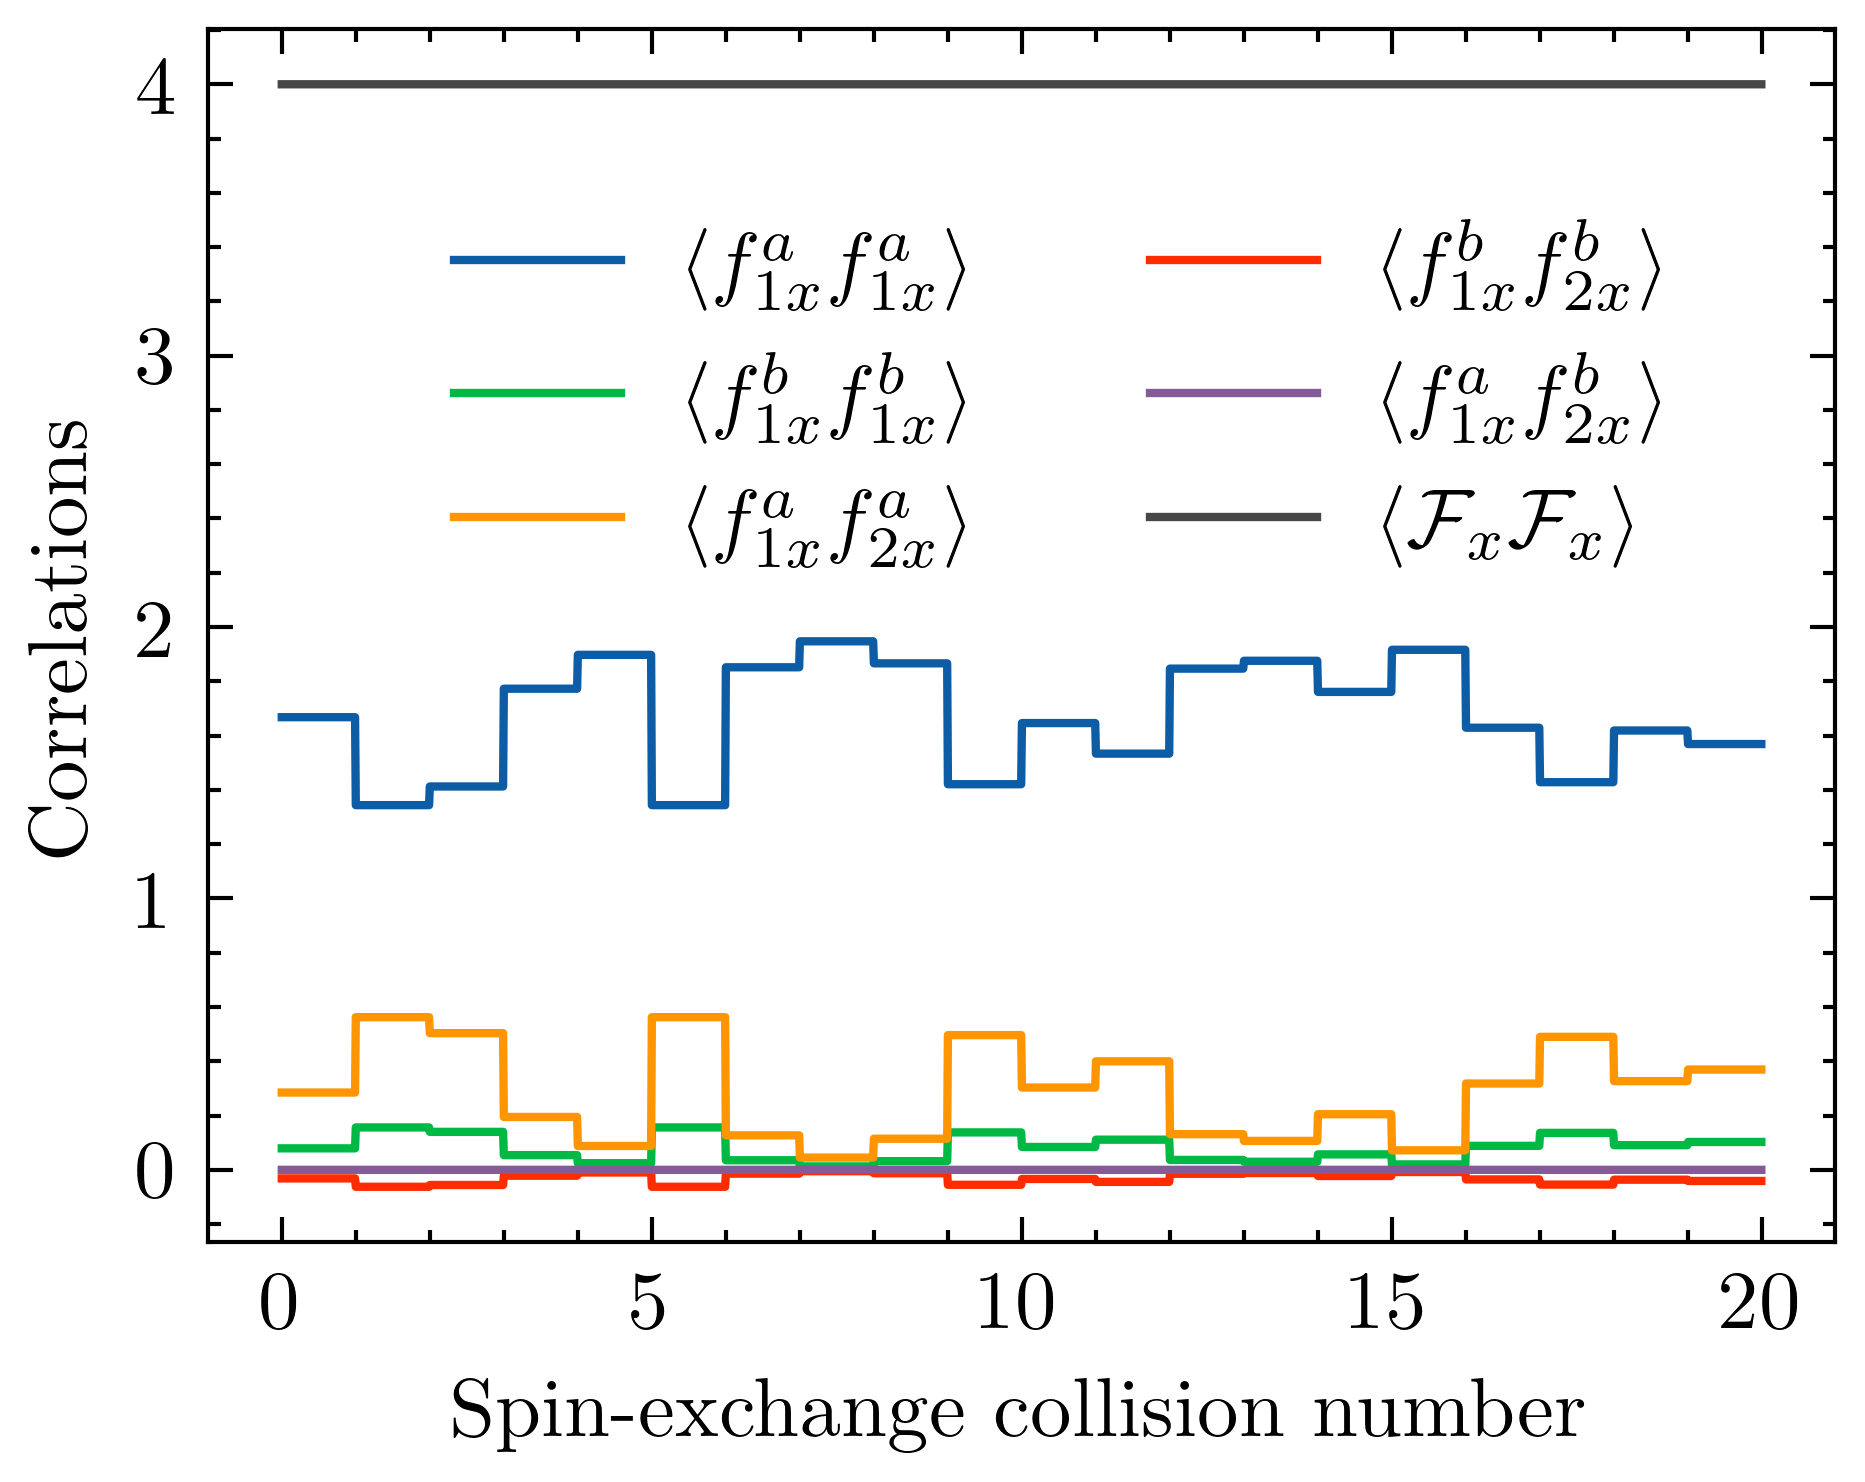 Correlations
4
3
2
1
0
⟨f^a_{1x} f^a_{1x}⟩
⟨f^b_{1x} f^b_{1x}⟩
⟨f^a_{1x} f^a_{2x}⟩
⟨f^b_{1x} f^b_{2x}⟩
⟨f^a_{1x} f^b_{2x}⟩
⟨ℱ_x ℱ_x⟩
0 5 10 15 20
Spin-exchange collision number